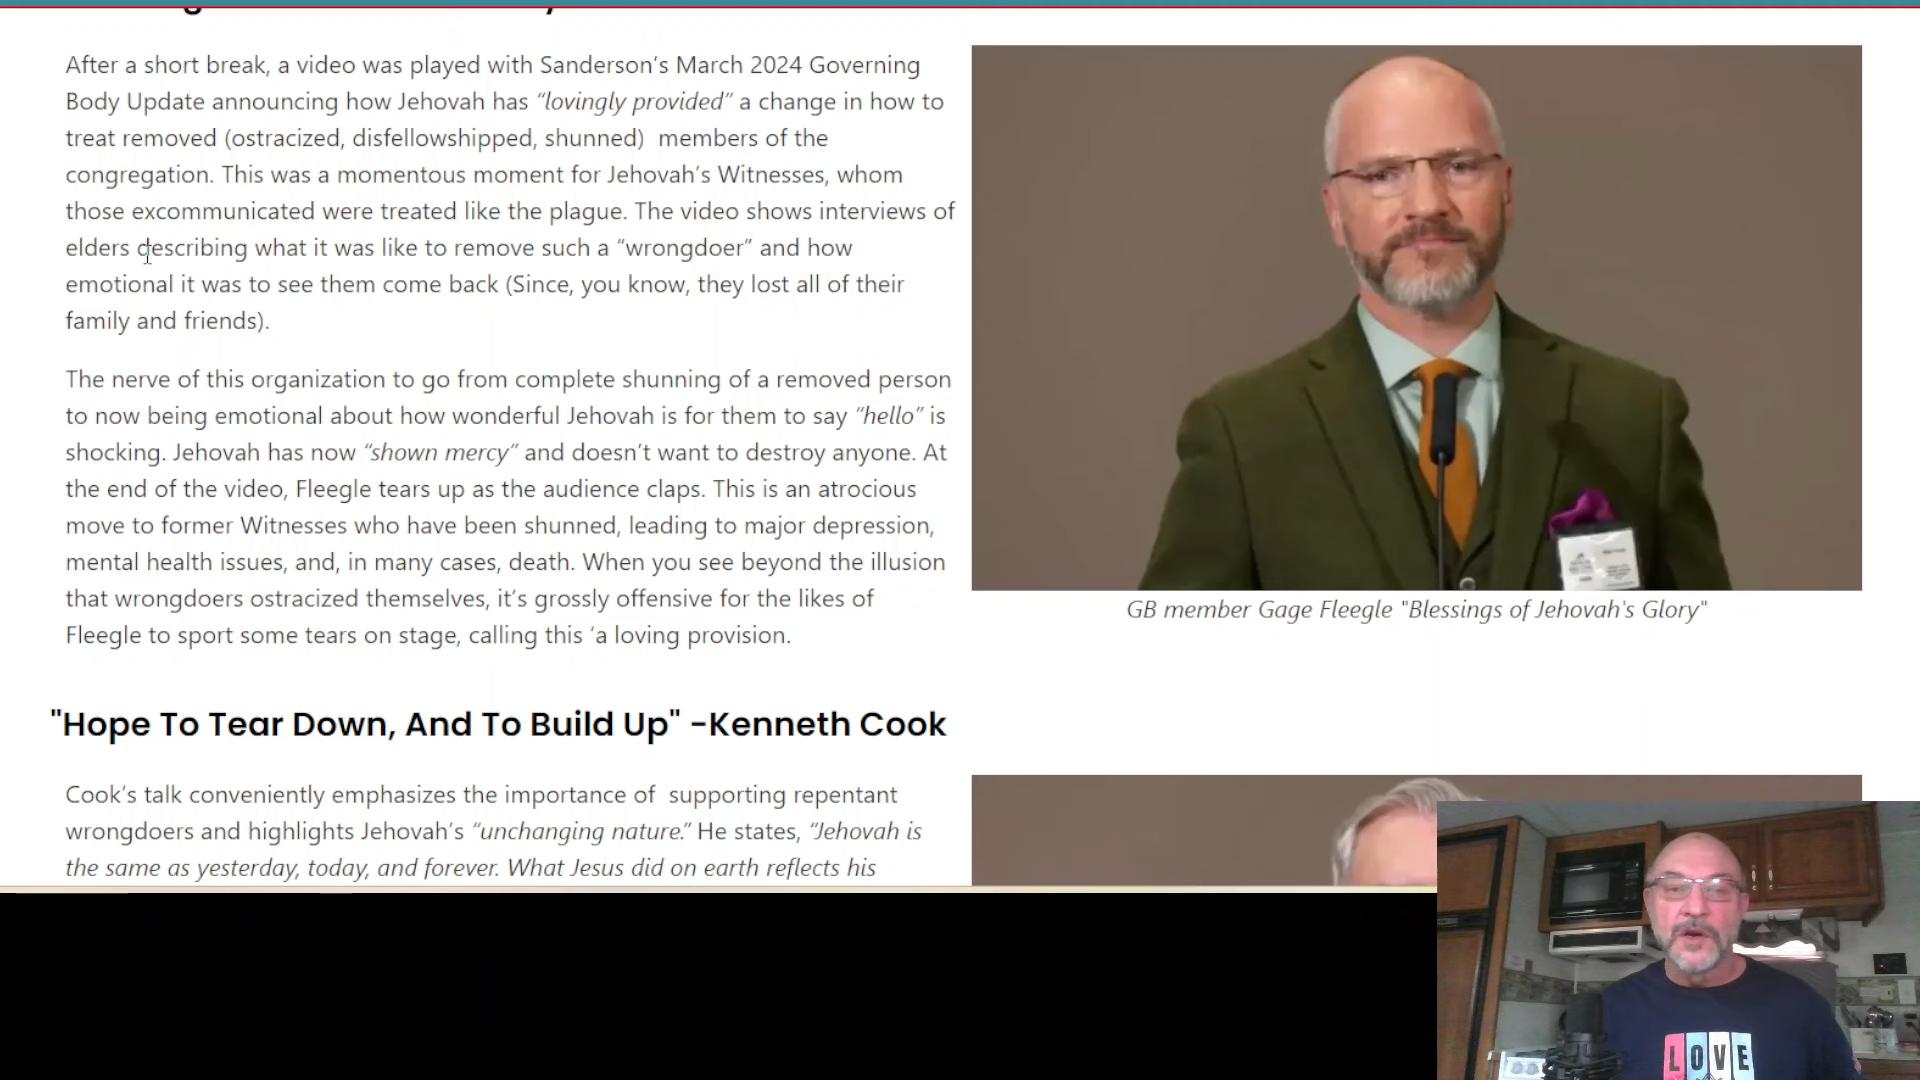 After a short break, a video was played with Sanderson’s March 2024 Governing
Body Update announcing how Jehovah has “lovingly provided” a change in how to
treat removed (ostracized, disfellowshipped, shunned)  members of the
congregation. This was a momentous moment for Jehovah’s Witnesses, whom
those excommunicated were treated like the plague. The video shows interviews of
elders describing what it was like to remove such a “wrongdoer” and how
emotional it was to see them come back (Since, you know, they lost all of their
family and friends).
The nerve of this organization to go from complete shunning of a removed person
to now being emotional about how wonderful Jehovah is for them to say “hello” is
shocking. Jehovah has now “shown mercy” and doesn’t want to destroy anyone. At
the end of the video, Fleegle tears up as the audience claps. This is an atrocious
move to former Witnesses who have been shunned, leading to major depression,
mental health issues, and, in many cases, death. When you see beyond the illusion
that wrongdoers ostracized themselves, it’s grossly offensive for the likes of
Fleegle to sport some tears on stage, calling this ‘a loving provision.
GB member Gage Fleegle "Blessings of Jehovah's Glory"
"Hope To Tear Down, And To Build Up" -Kenneth Cook
Cook’s talk conveniently emphasizes the importance of  supporting repentant
wrongdoers and highlights Jehovah’s “unchanging nature.” He states, “Jehovah is
the same as yesterday, today, and forever. What Jesus did on earth reflects his
LOVE